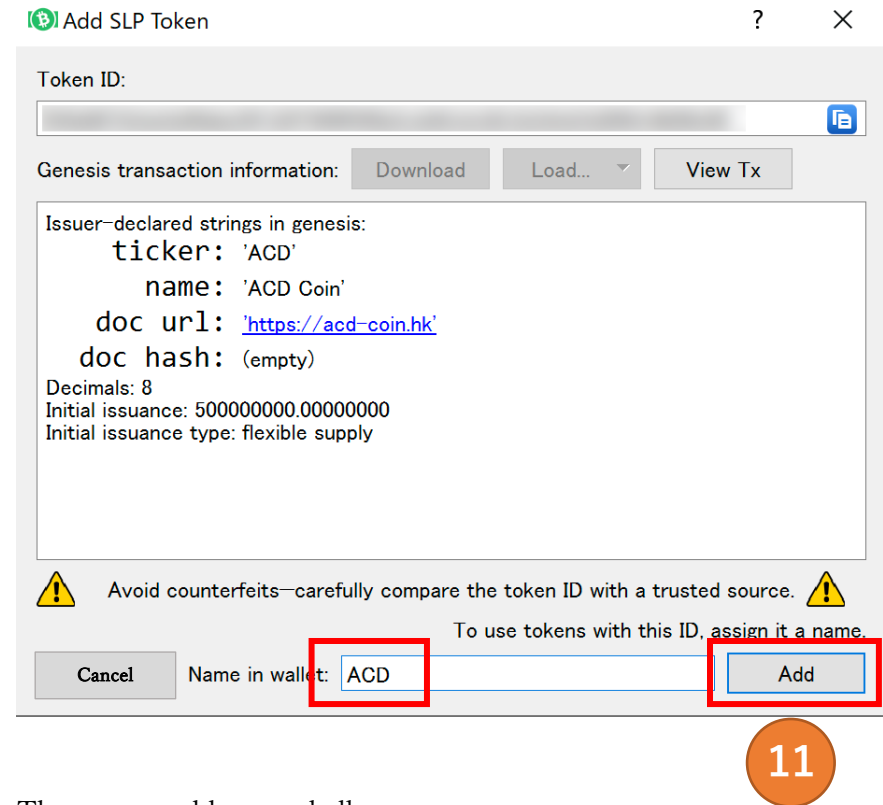 Add SLP Token
Token ID:
Genesis transaction information: Download Load... View Tx
Issuer-declared strings in genesis:
ticker: 'ACD'
name: 'ACD Coin'
doc url: 'https://acd-coin.hk'
doc hash: (empty)
Decimals: 8
Initial issuance: 500000000.00000000
Initial issuance type: flexible supply
Avoid counterfeits—carefully compare the token ID with a trusted source.
To use tokens with this ID, assign it a name.
Cancel Name in wallet: ACD Add
11